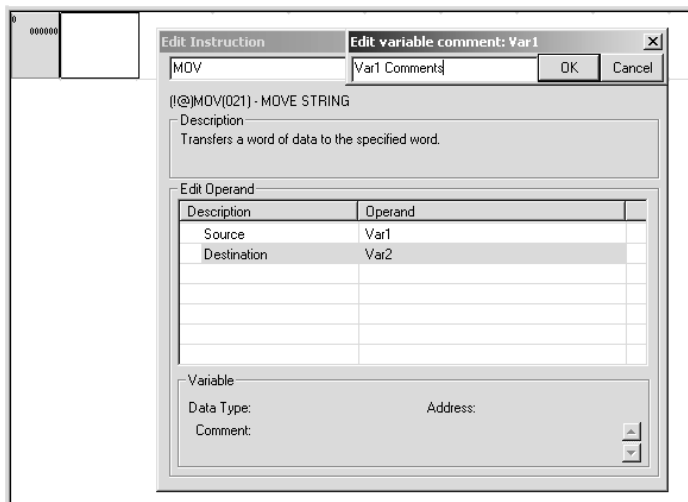 0
000000
Edit Instruction
Edit variable comment: Var1
MOV
Var1 Comments
OK
Cancel
(!@)MOV(021) - MOVE STRING
Description
Transfers a word of data to the specified word.
Edit Operand
Description Operand
Source Var1
Destination Var2
Variable
Data Type: Address:
Comment: